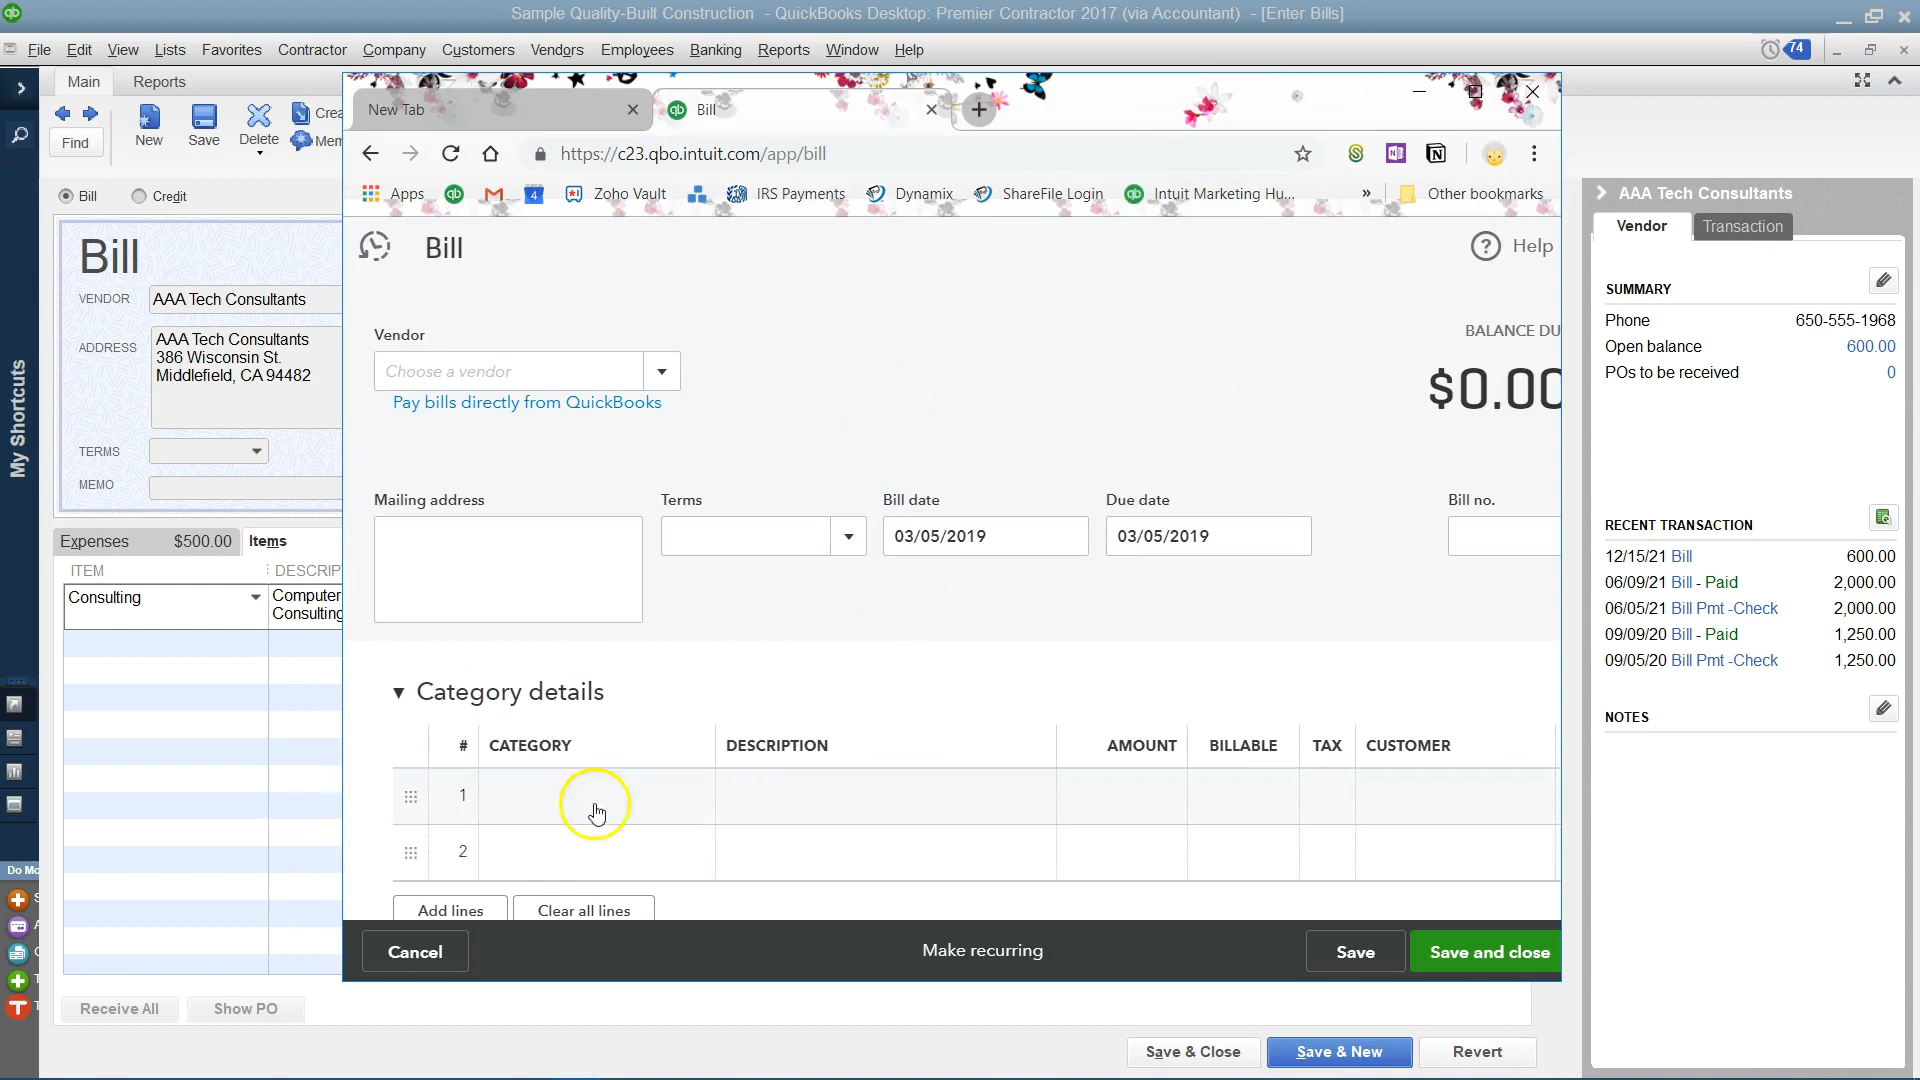 Sample Quality-Built Construction - QuickBooks Desktop: Premier Contractor 2017 (via Accountant) - [Enter Bills]
File Edit View Lists Favorites Contractor Company Customers Vendors Employees Banking Reports Window Help
74
Main Reports
Find New Save Delete
Bill Credit
Bill
VENDOR AAA Tech Consultants
ADDRESS AAA Tech Consultants
386 Wisconsin St.
Middlefield, CA 94482
TERMS
MEMO
My Shortcuts
Expenses $500.00 Items
ITEM
Consulting Computer
Consulting
Receive All Show PO
Save & Close Save & New Revert
New Tab Bill
https://c23.qbo.intuit.com/app/bill
Apps 4 Zoho Vault IRS Payments Dynamix ShareFile Login Intuit Marketing Hu... » Other bookmarks
Bill Help
Vendor
Choose a vendor
Pay bills directly from QuickBooks
BALANCE DU
$0.00
Mailing address Terms Bill date Due date Bill no.
03/05/2019 03/05/2019
Category details
# CATEGORY DESCRIPTION AMOUNT BILLABLE TAX CUSTOMER
1
2
Add lines Clear all lines
Cancel Make recurring Save Save and close
AAA Tech Consultants
Vendor Transaction
SUMMARY
Phone 650-555-1968
Open balance 600.00
POs to be received 0
RECENT TRANSACTION
12/15/21 Bill 600.00
06/09/21 Bill - Paid 2,000.00
06/05/21 Bill Pmt -Check 2,000.00
09/09/20 Bill - Paid 1,250.00
09/05/20 Bill Pmt -Check 1,250.00
NOTES